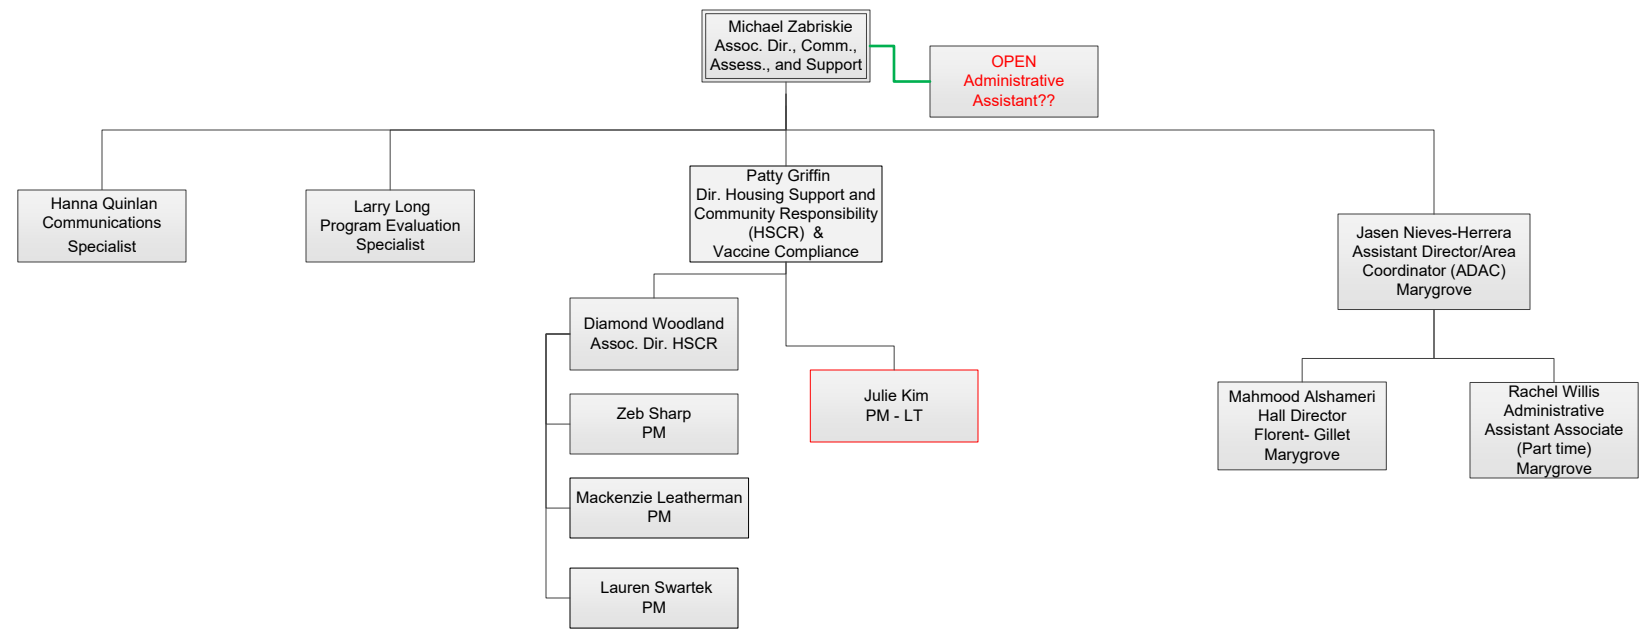 Michael Zabriskie
Assoc. Dir., Comm.,
Assess., and Support
OPEN
Administrative
Assistant??
Hanna Quinlan
Communications
Specialist
Larry Long
Program Evaluation
Specialist
Patty Griffin
Dir. Housing Support and
Community Responsibility
(HSCR) &
Vaccine Compliance
Jasen Nieves-Herrera
Assistant Director/Area
Coordinator (ADAC)
Marygrove
Diamond Woodland
Assoc. Dir. HSCR
Zeb Sharp
PM
Mackenzie Leatherman
PM
Lauren Swartek
PM
Julie Kim
PM - LT
Mahmood Alshameri
Hall Director
Florent- Gillet
Marygrove
Rachel Willis
Administrative
Assistant Associate
(Part time)
Marygrove